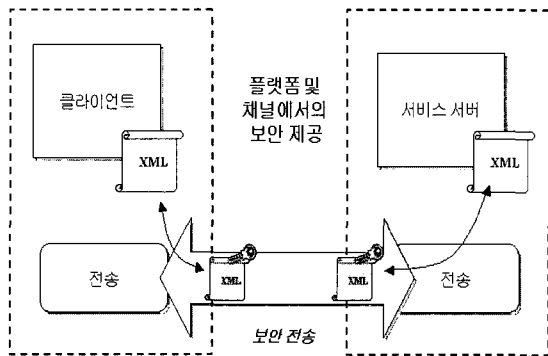 클라이언트
XML
플랫폼 및
채널에서의
보안 제공
서비스 서버
XML
전송
XML
XML
전송
보안 전송